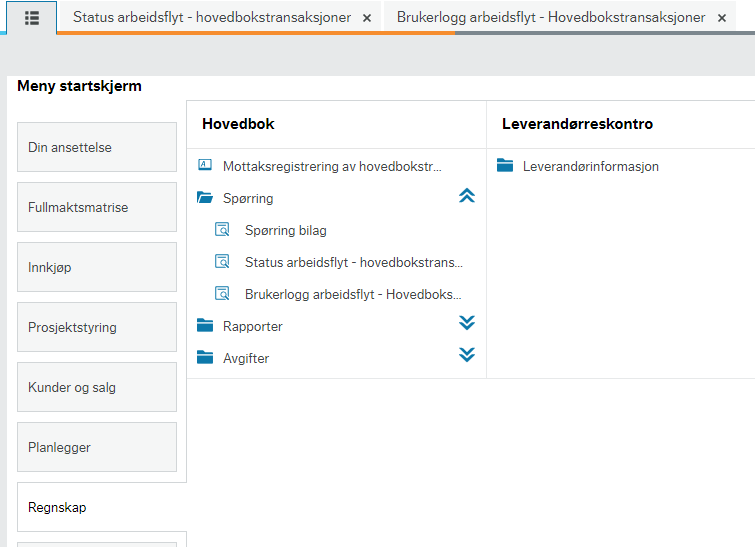 Status arbeidsflyt - hovedbokstransaksjoner ×
Brukerlogg arbeidsflyt - Hovedbokstransaksjoner ×
Meny startskjerm
Din ansettelse
Fullmaktsmatrise
Innkjøp
Prosjektstyring
Kunder og salg
Planlegger
Regnskap
Hovedbok
Mottaksregistrering av hovedbokstr...
Spørring
Spørring bilag
Status arbeidsflyt - hovedbokstrans...
Brukerlogg arbeidsflyt - Hovedboks...
Rapporter
Avgifter
Leverandørreskontro
Leverandørinformasjon